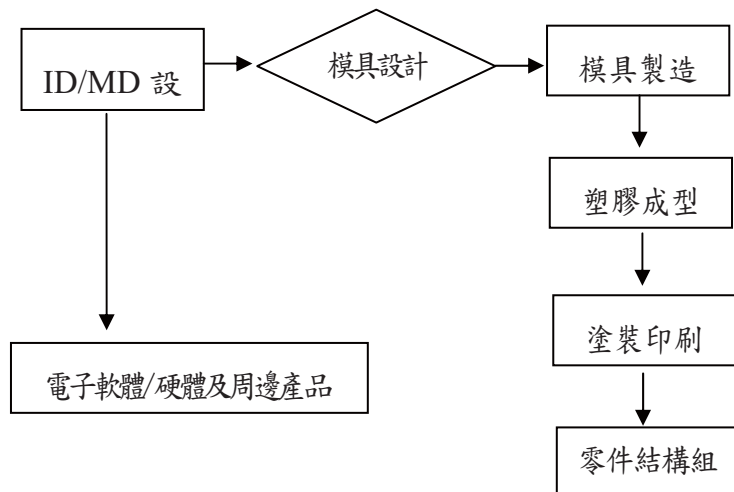 ID/MD 設
模具設計
模具製造
塑膠成型
塗裝印刷
電子軟體/硬體及周邊產品
零件結構組